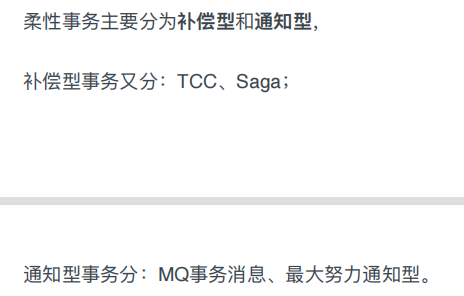 柔性事务主要分为补偿型和通知型，
补偿型事务又分：TCC、Saga；
通知型事务分：MQ事务消息、最大努力通知型。